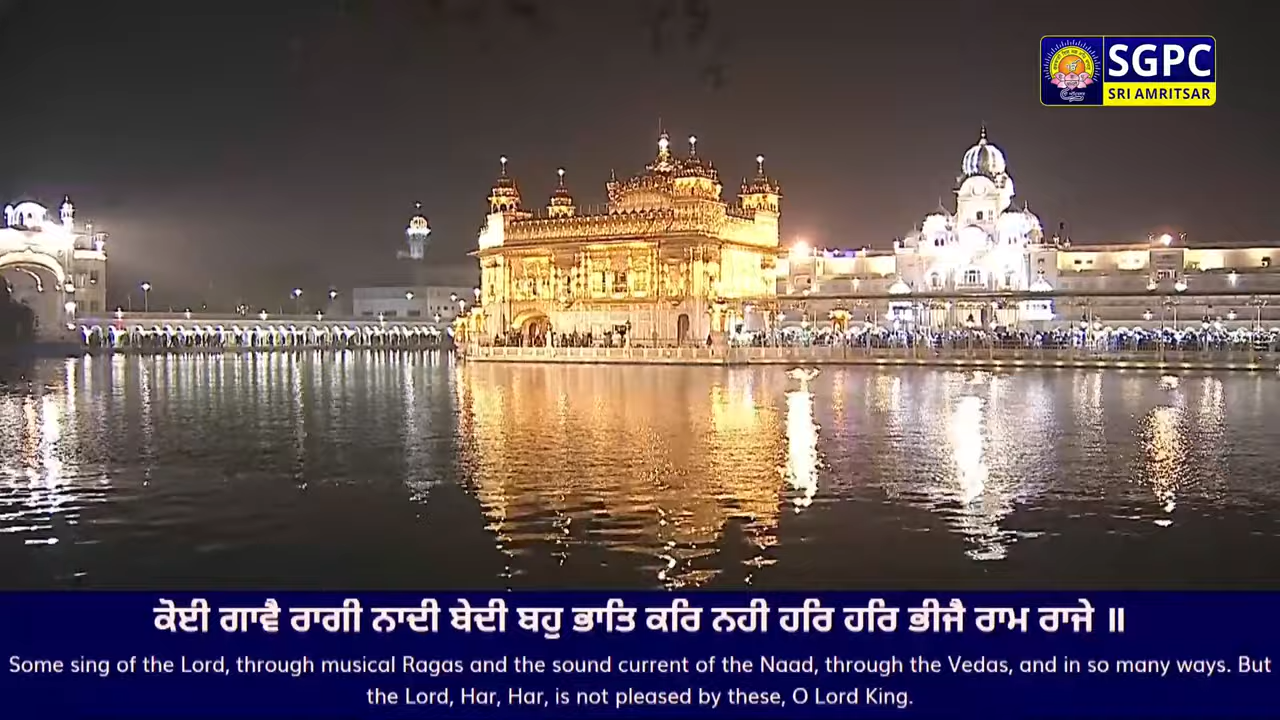 SGPC
SRI AMRITSAR
ਕੋਈ ਗਾਵੈ ਰਾਗੀ ਨਾਦੀ ਬੇਦੀ ਬਹੁ ਭਾਤਿ ਕਰਿ ਨਹੀ ਹਰਿ ਹਰਿ ਭੀਜੈ ਰਾਮ ਰਾਜੇ ॥
Some sing of the Lord, through musical Ragas and the sound current of the Naad, through the Vedas, and in so many ways. But
the Lord, Har, Har, is not pleased by these, O Lord King.